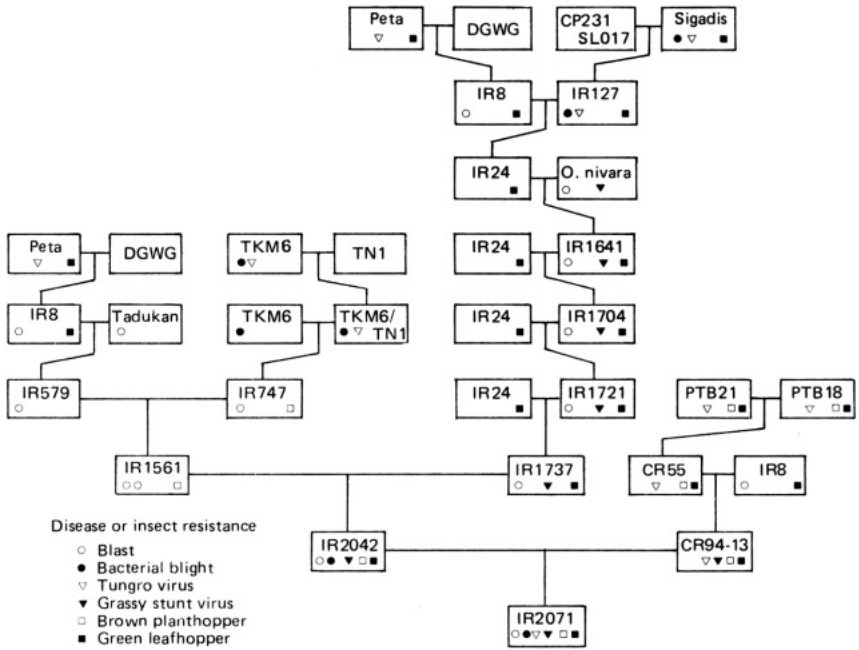 Peta
DGWG
CP231
SL017
Sigadis
IR8
IR127
IR24
O. nivara
Peta
DGWG
TKM6
TN1
IR24
IR1641
IR8
Tadukan
TKM6
TKM6/
TN1
IR24
IR1704
IR579
IR747
IR24
IR1721
PTB21
PTB18
IR1561
IR1737
CR55
IR8
IR2042
CR94-13
IR2071
Disease or insect resistance
○ Blast
● Bacterial blight
▽ Tungro virus
▼ Grassy stunt virus
□ Brown planthopper
■ Green leafhopper